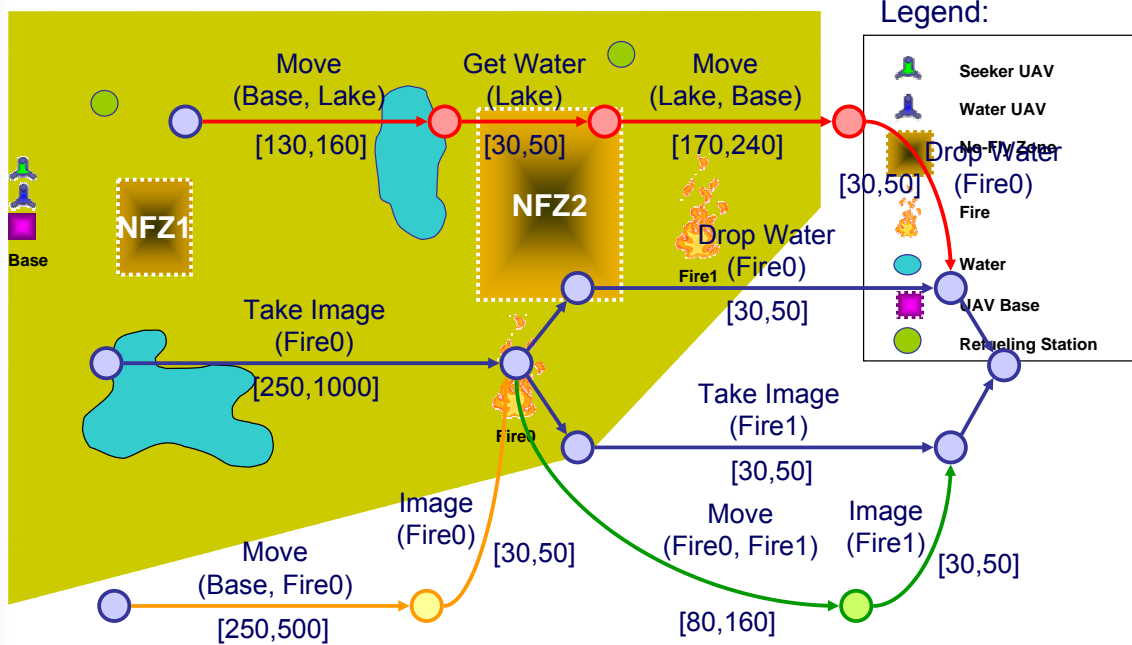 Legend:
Move
(Base, Lake)
[130,160]
Get Water
(Lake)
[30,50]
Move
(Lake, Base)
[170,240]
Drop Water
(Fire0)
[30,50]
Seeker UAV
Water UAV
No-Fly Zone
Fire
Water
UAV Base
Refueling Station
Base
NFZ1
NFZ2
Fire1
Drop Water
(Fire0)
[30,50]
Take Image
(Fire0)
[250,1000]
Fire0
Take Image
(Fire1)
[30,50]
Image
(Fire0)
[30,50]
Move
(Base, Fire0)
[250,500]
Move
(Fire0, Fire1)
[80,160]
Image
(Fire1)
[30,50]